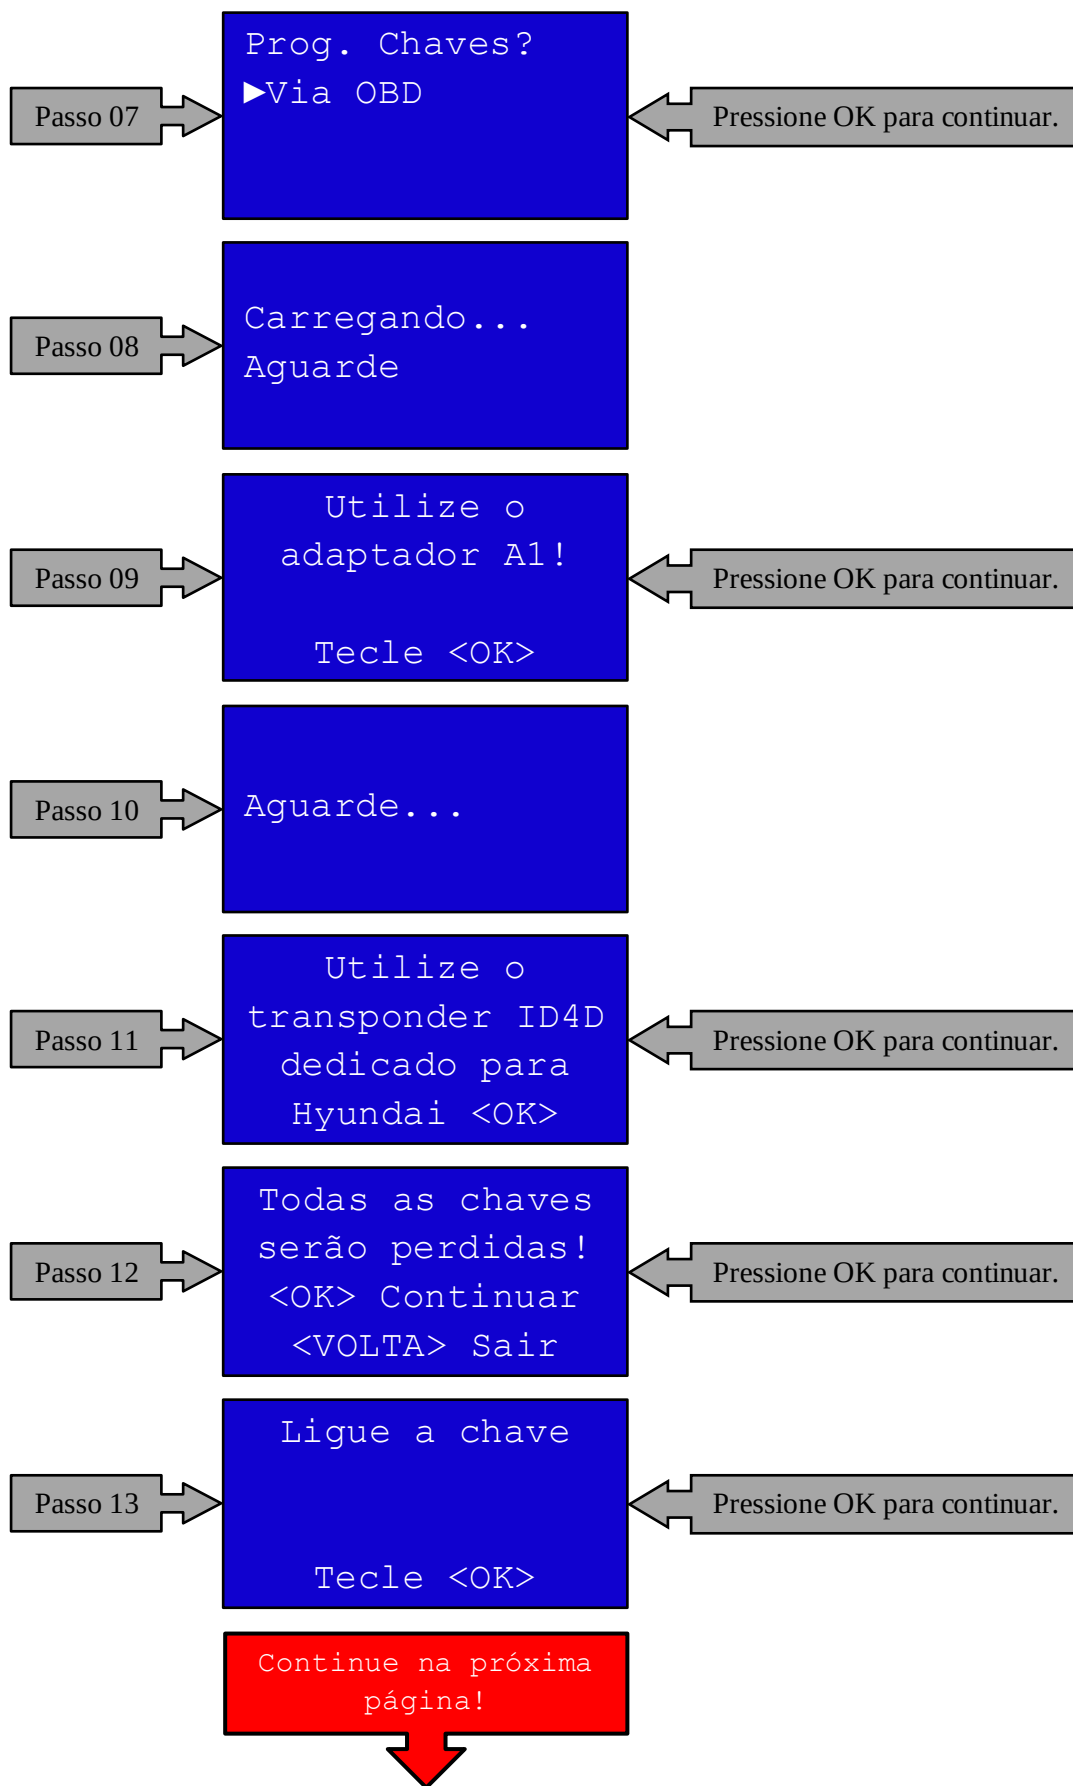 Prog. Chaves?
►Via OBD
Passo 07
Pressione OK para continuar.
Carregando...
Aguarde
Passo 08
Utilize o
adaptador A1!
Tecle <OK>
Passo 09
Pressione OK para continuar.
Aguarde...
Passo 10
Utilize o
transponder ID4D
dedicado para
Hyundai <OK>
Passo 11
Pressione OK para continuar.
Todas as chaves
serão perdidas!
<OK> Continuar
<VOLTA> Sair
Passo 12
Pressione OK para continuar.
Ligue a chave
Tecle <OK>
Passo 13
Pressione OK para continuar.
Continue na próxima
página!